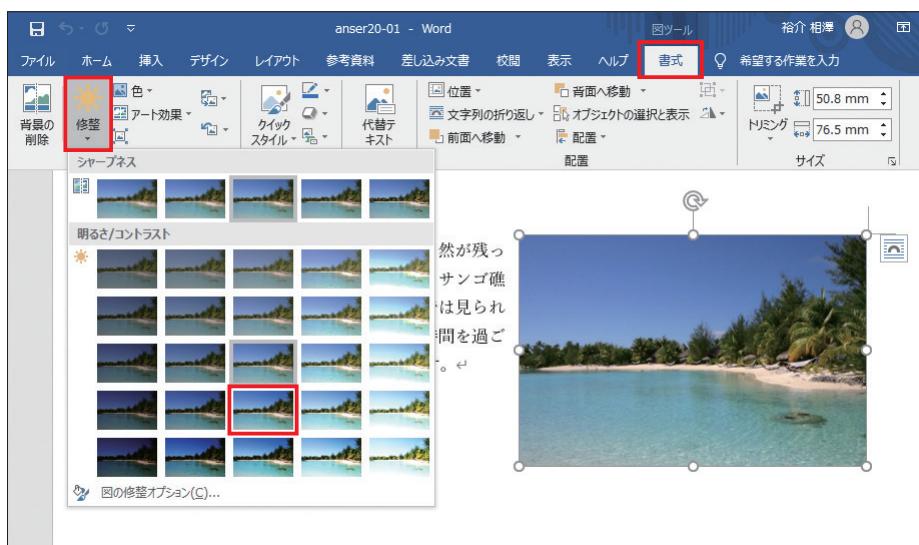 anser20-01 - Word
図ツール
裕介 相澤
ファイル ホーム 挿入 デザイン レイアウト 参考資料 差し込み文書 校閲 表示 ヘルプ 書式 希望する作業を入力
背景の
削除
修整
色
アート効果
クイック
スタイル
代替テ
キスト
位置
文字列の折り返し
前面へ移動
背面へ移動
オブジェクトの選択と表示
配置
配置
トリミング
50.8 mm
76.5 mm
サイズ
シャープネス
明るさ/コントラスト
図の修整オプション(C)...
然が残っ
サンゴ礁
は見られ
間を過ご
。↵